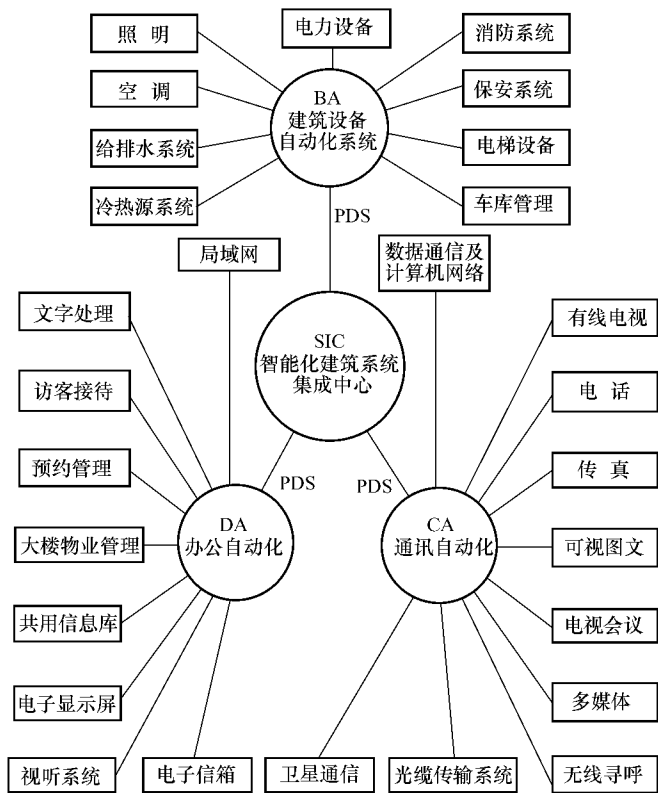 照 明
电力设备
消防系统
空 调
保安系统
给排水系统
电梯设备
冷热源系统
车库管理
BA
建筑设备
自动化系统
PDS
局域网
数据通信及
计算机网络
SIC
智能化建筑系统
集成中心
文字处理
访客接待
预约管理
大楼物业管理
共用信息库
电子显示屏
视听系统
电子信箱
PDS
DA
办公自动化
PDS
CA
通讯自动化
有线电视
电 话
传 真
可视图文
电视会议
多媒体
无线寻呼
卫星通信
光缆传输系统